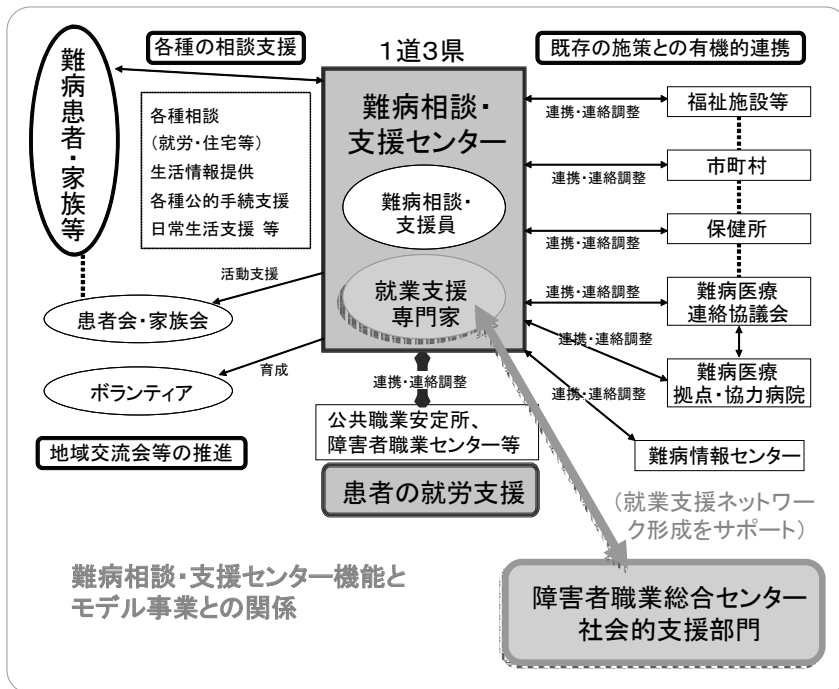 各種の相談支援
1道3県
既存の施策との有機的連携
難病患者・家族等
難病相談・
支援センター
各種相談
(就労・住宅等)
生活情報提供
各種公的手続支援
日常生活支援 等
難病相談・
支援員
就業支援
専門家
活動支援
患者会・家族会
育成
ボランティア
地域交流会等の推進
連携・連絡調整
公共職業安定所、
障害者職業センター等
患者の就労支援
連携・連絡調整
福祉施設等
連携・連絡調整
市町村
連携・連絡調整
保健所
連携・連絡調整
難病医療
連絡協議会
連携・連絡調整
難病医療
拠点・協力病院
連携・連絡調整
難病情報センター
(就業支援ネットワー
ク形成をサポート)
難病相談・支援センター機能と
モデル事業との関係
障害者職業総合センター
社会的支援部門